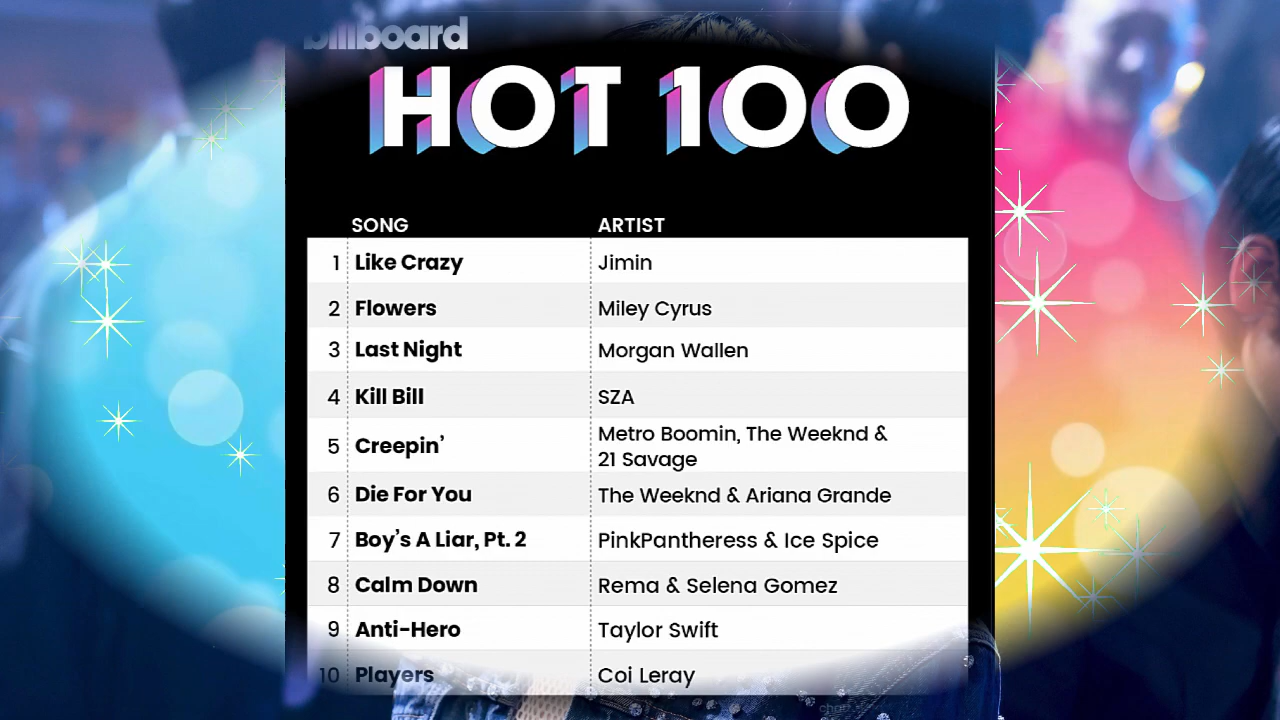 billboard
HOT 100
SONG ARTIST
1 Like Crazy Jimin
2 Flowers Miley Cyrus
3 Last Night Morgan Wallen
4 Kill Bill SZA
5 Creepin’ Metro Boomin, The Weeknd &
21 Savage
6 Die For You The Weeknd & Ariana Grande
7 Boy’s A Liar, Pt. 2 PinkPantheress & Ice Spice
8 Calm Down Rema & Selena Gomez
9 Anti-Hero Taylor Swift
10 Players Coi Leray